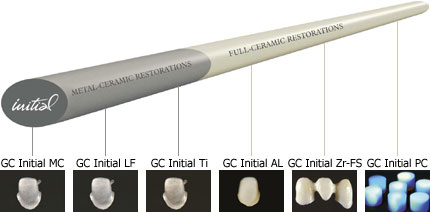 METAL-CERAMIC RESTORATIONS
FULL-CERAMIC RESTORATIONS
initial
GC Initial MC
GC Initial LF
GC Initial Ti
GC Initial AL
GC Initial Zr-FS
GC Initial PC